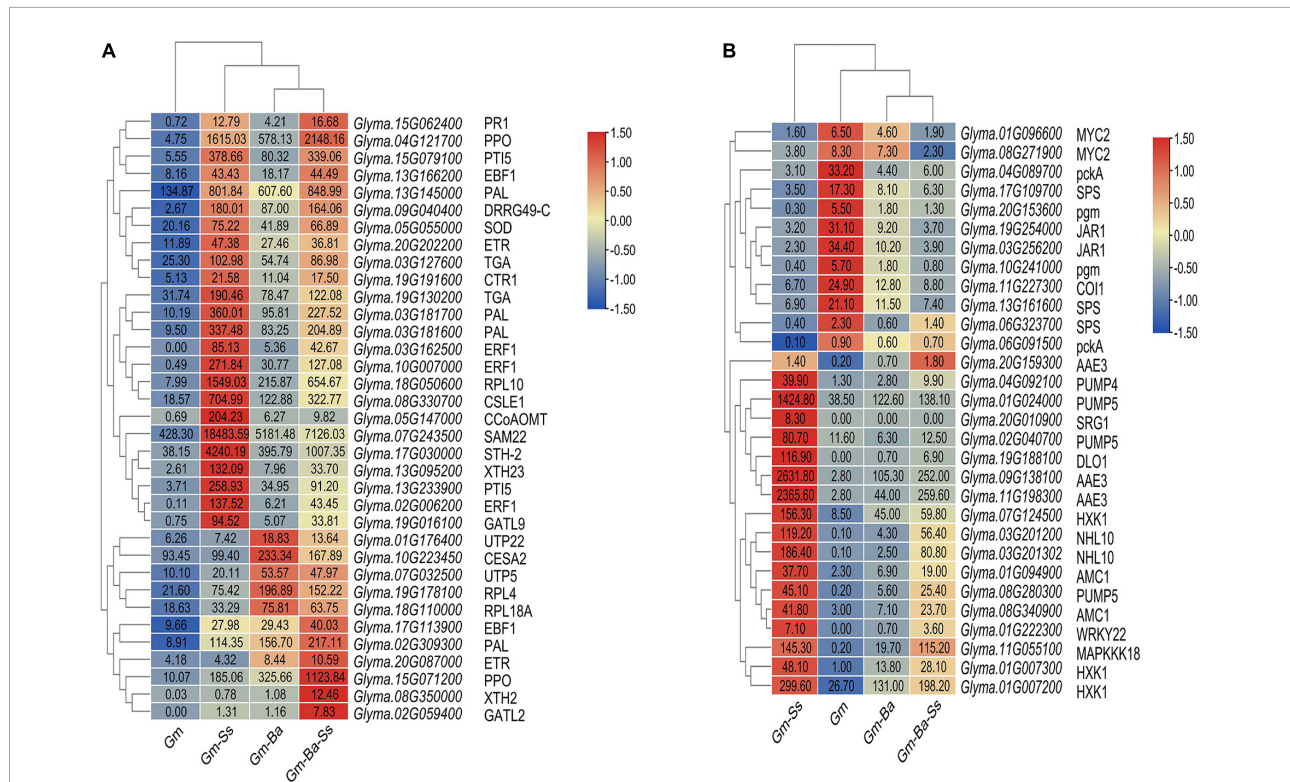 A
B
0.72 12.79 4.21 16.68 Glyma.15G062400 PR1
4.75 1615.03 578.13 2148.16 Glyma.04G121700 PPO
5.55 378.66 80.32 339.06 Glyma.15G079100 PTI5
8.16 43.43 18.17 44.49 Glyma.13G166200 EBF1
134.87 801.84 607.60 848.99 Glyma.13G145000 PAL
2.67 180.01 87.00 164.06 Glyma.09G040400 DRRG49-C
20.16 75.22 41.89 66.89 Glyma.05G055000 SOD
11.89 47.38 27.46 36.81 Glyma.20G202200 ETR
25.30 102.98 54.74 86.98 Glyma.03G127600 TGA
5.13 21.58 11.04 17.50 Glyma.19G191600 CTR1
31.74 190.46 78.47 122.08 Glyma.19G130200 TGA
10.19 360.01 95.81 227.52 Glyma.03G181700 PAL
9.50 337.48 83.25 204.89 Glyma.03G181600 PAL
0.00 85.13 5.36 42.67 Glyma.03G162500 ERF1
0.49 271.84 30.77 127.08 Glyma.10G007000 ERF1
7.99 1549.03 215.87 654.67 Glyma.18G050600 RPL10
18.57 704.99 122.88 322.77 Glyma.08G330700 CSLE1
0.69 204.23 6.27 9.82 Glyma.05G147000 CCoAOMT
428.30 18483.59 5181.48 7126.03 Glyma.07G243500 SAM22
38.15 4240.19 395.79 1007.35 Glyma.17G030000 STH-2
2.61 132.09 7.96 33.70 Glyma.13G095200 XTH23
3.71 258.93 34.95 91.20 Glyma.13G233900 PTI5
0.11 137.52 6.21 43.45 Glyma.02G006200 ERF1
0.75 94.52 5.07 33.81 Glyma.19G016100 GATL9
6.26 7.42 18.83 13.64 Glyma.01G176400 UTP22
93.45 99.40 233.34 167.89 Glyma.10G223450 CESA2
10.10 20.11 53.57 47.97 Glyma.07G032500 UTP5
21.60 75.42 196.89 152.22 Glyma.19G178100 RPL4
18.63 33.29 75.81 63.75 Glyma.18G110000 RPL18A
9.66 27.98 29.43 40.03 Glyma.17G113900 EBF1
8.91 114.35 156.70 217.11 Glyma.02G309300 PAL
4.18 4.32 8.44 10.59 Glyma.20G087000 ETR
10.07 185.06 325.66 1123.84 Glyma.15G071200 PPO
0.03 0.78 1.08 12.46 Glyma.08G350000 XTH2
0.00 1.31 1.16 7.83 Glyma.02G059400 GATL2
Gm Gm-Ss Gm-Ba Gm-Ba-Ss
1.50
1.00
0.50
0.00
-0.50
-1.00
-1.50
1.60 6.50 4.60 1.90 Glyma.01G096600 MYC2
3.80 8.30 7.30 2.30 Glyma.08G271900 MYC2
3.10 33.20 4.40 6.00 Glyma.04G089700 pckA
3.50 17.30 8.10 6.30 Glyma.17G109700 SPS
0.30 5.50 1.80 1.30 Glyma.20G153600 pgm
3.20 31.10 9.20 3.70 Glyma.19G254000 JAR1
2.30 34.40 10.20 3.90 Glyma.03G256200 JAR1
0.40 5.70 1.80 0.80 Glyma.10G241000 pgm
6.70 24.90 12.80 8.80 Glyma.11G227300 COI1
6.90 21.10 11.50 7.40 Glyma.13G161600 SPS
0.40 2.30 0.60 1.40 Glyma.06G323700 SPS
0.10 0.90 0.60 0.70 Glyma.06G091500 pckA
1.40 0.20 0.70 1.80 Glyma.20G159300 AAE3
39.90 1.30 2.80 9.90 Glyma.04G092100 PUMP4
1424.80 38.50 122.60 138.10 Glyma.01G024000 PUMP5
8.30 0.00 0.00 0.00 Glyma.20G010900 SRG1
80.70 11.60 6.30 12.50 Glyma.02G040700 PUMP5
116.90 0.00 0.70 6.90 Glyma.19G188100 DLO1
2631.80 2.80 105.30 252.00 Glyma.09G138100 AAE3
2365.60 2.80 44.00 259.60 Glyma.11G198300 AAE3
156.30 8.50 45.00 59.80 Glyma.07G124500 HXK1
119.20 0.10 4.30 56.40 Glyma.03G201200 NHL10
186.40 0.10 2.50 80.80 Glyma.03G201302 NHL10
37.70 2.30 6.90 19.00 Glyma.01G094900 AMC1
45.10 0.20 5.60 25.40 Glyma.08G280300 PUMP5
41.80 3.00 7.10 23.70 Glyma.08G340900 AMC1
7.10 0.00 0.70 3.60 Glyma.01G222300 WRKY22
145.30 0.20 19.70 115.20 Glyma.11G055100 MAPKKK18
48.10 1.00 13.80 28.10 Glyma.01G007300 HXK1
299.60 26.70 131.00 198.20 Glyma.01G007200 HXK1
Gm-Ss Gm Gm-Ba Gm-Ba-Ss
1.50
1.00
0.50
0.00
-0.50
-1.00
-1.50